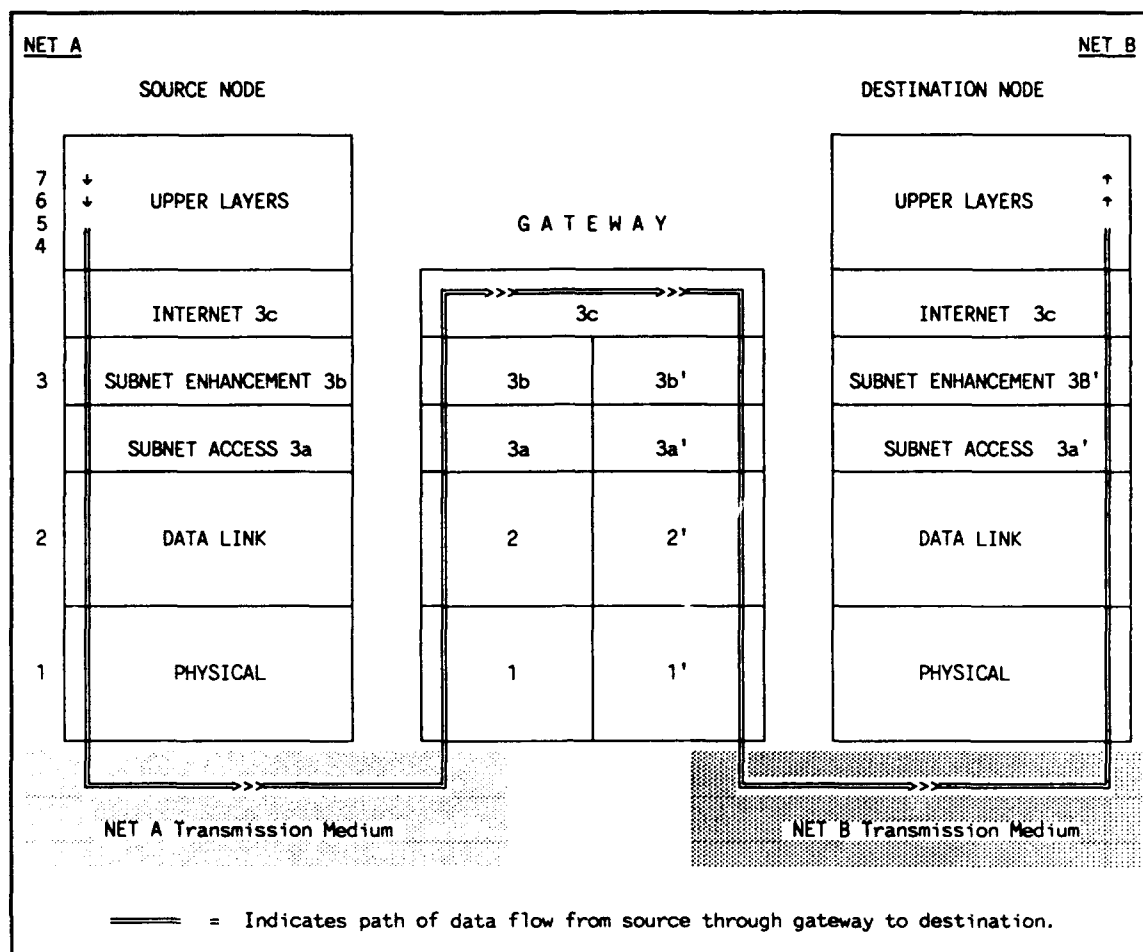 NET A
NET B
SOURCE NODE
DESTINATION NODE
7
6
5
4
UPPER LAYERS
UPPER LAYERS
G A T E W A Y
INTERNET 3c
3c
INTERNET 3c
3
SUBNET ENHANCEMENT 3b
3b
3b'
SUBNET ENHANCEMENT 3B'
SUBNET ACCESS 3a
3a
3a'
SUBNET ACCESS 3a'
2
DATA LINK
2
2'
DATA LINK
1
PHYSICAL
1
1'
PHYSICAL
NET A Transmission Medium
NET B Transmission Medium
= Indicates path of data flow from source through gateway to destination.